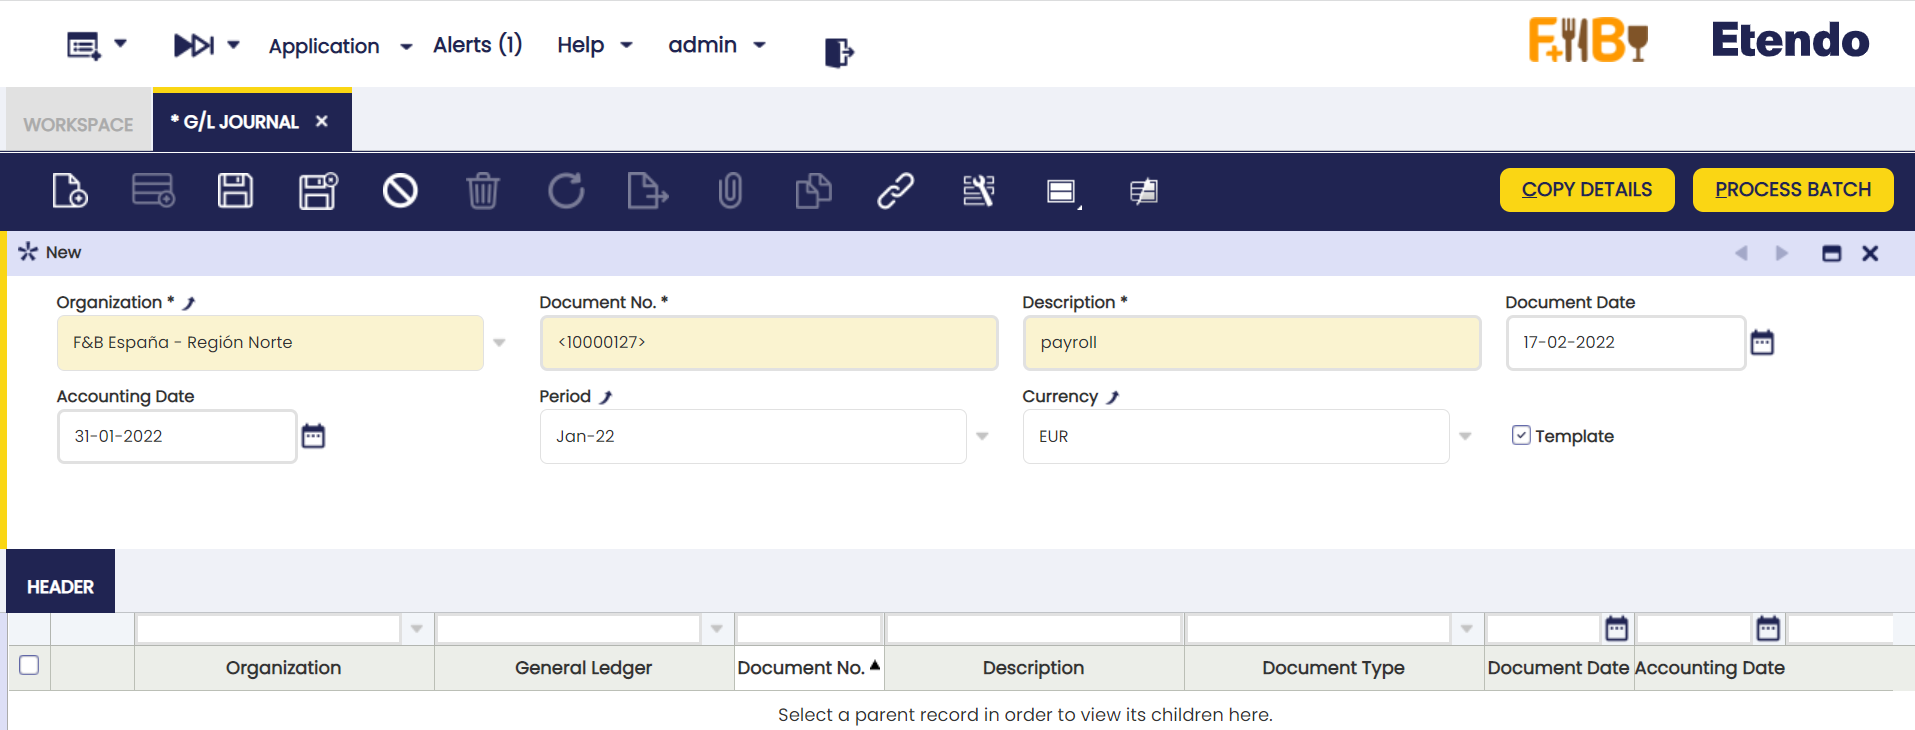 Application Alerts (1) Help admin F+&B Etendo
WORKSPACE * G/L JOURNAL ×
COPY DETAILS PROCESS BATCH
New
Organization * Document No. * Description * Document Date
F&B España - Región Norte <10000127> payroll 17-02-2022
Accounting Date Period Currency
31-01-2022 Jan-22 EUR Template
HEADER
Organization General Ledger Document No. Description Document Type Document Date Accounting Date
Select a parent record in order to view its children here.